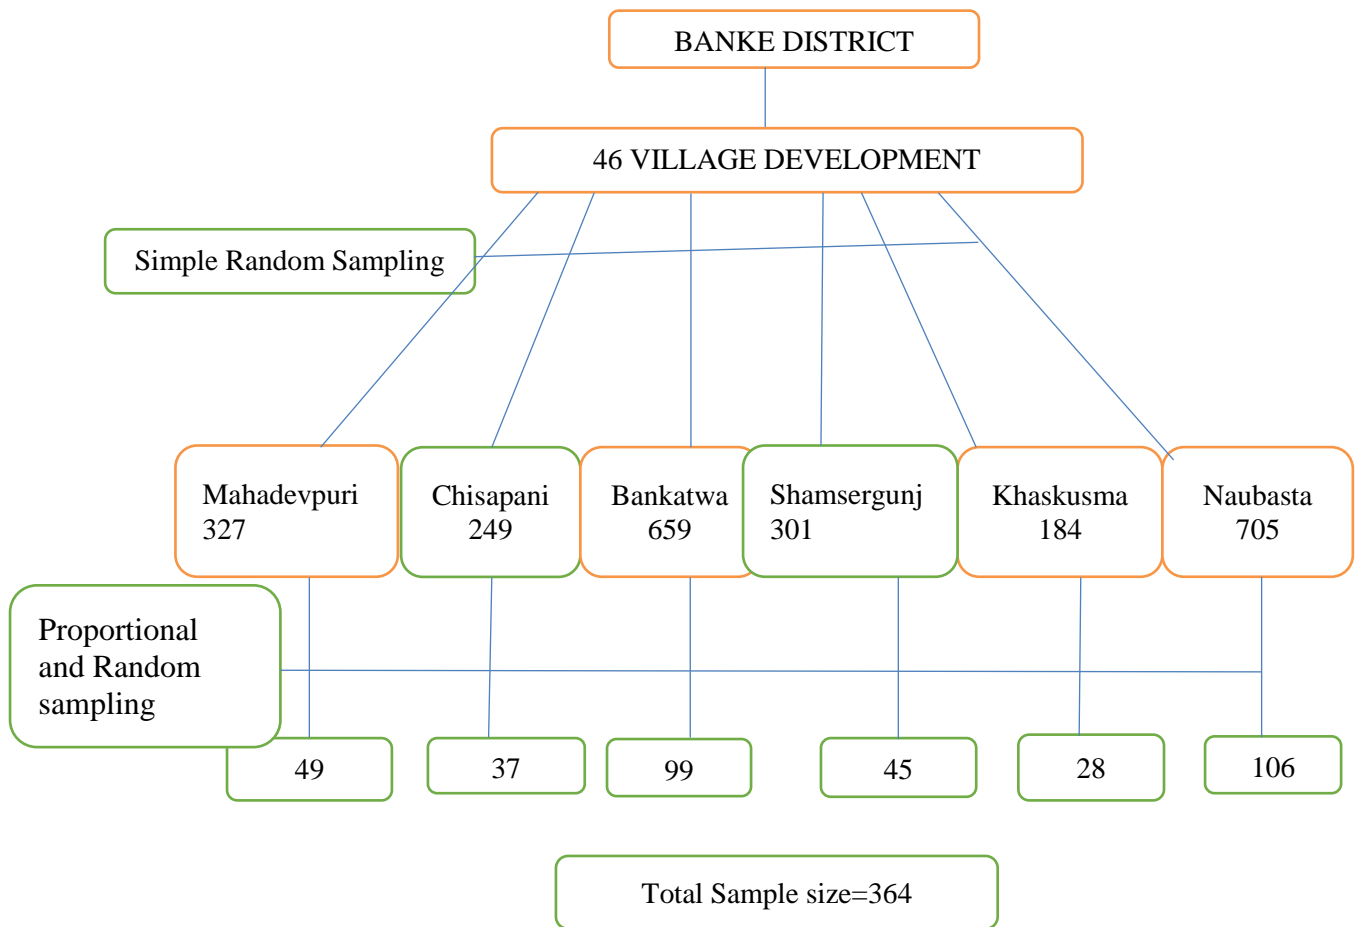 BANKE DISTRICT
46 VILLAGE DEVELOPMENT
Simple Random Sampling
Mahadevpuri
327
Chisapani
249
Bankatwa
659
Shamsergunj
301
Khaskusma
184
Naubasta
705
Proportional
and Random
sampling
49
37
99
45
28
106
Total Sample size=364